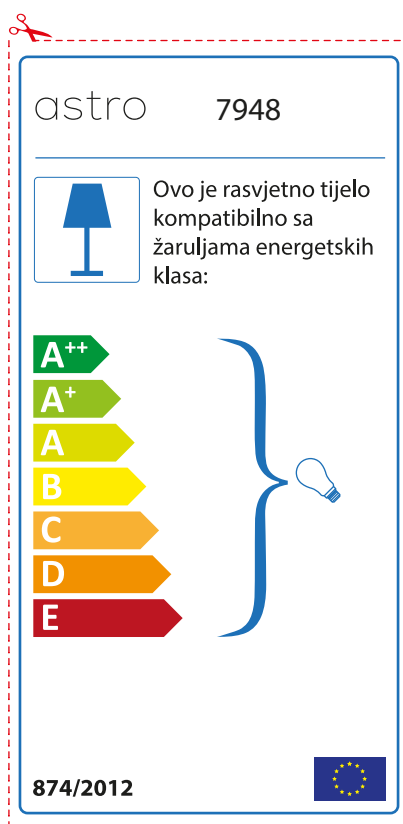 astro 7948
Ovo je rasvjetno tijelo
kompatibilno sa
žaruljama energetskih
klasa:
A++
A+
A
B
C
D
E
874/2012